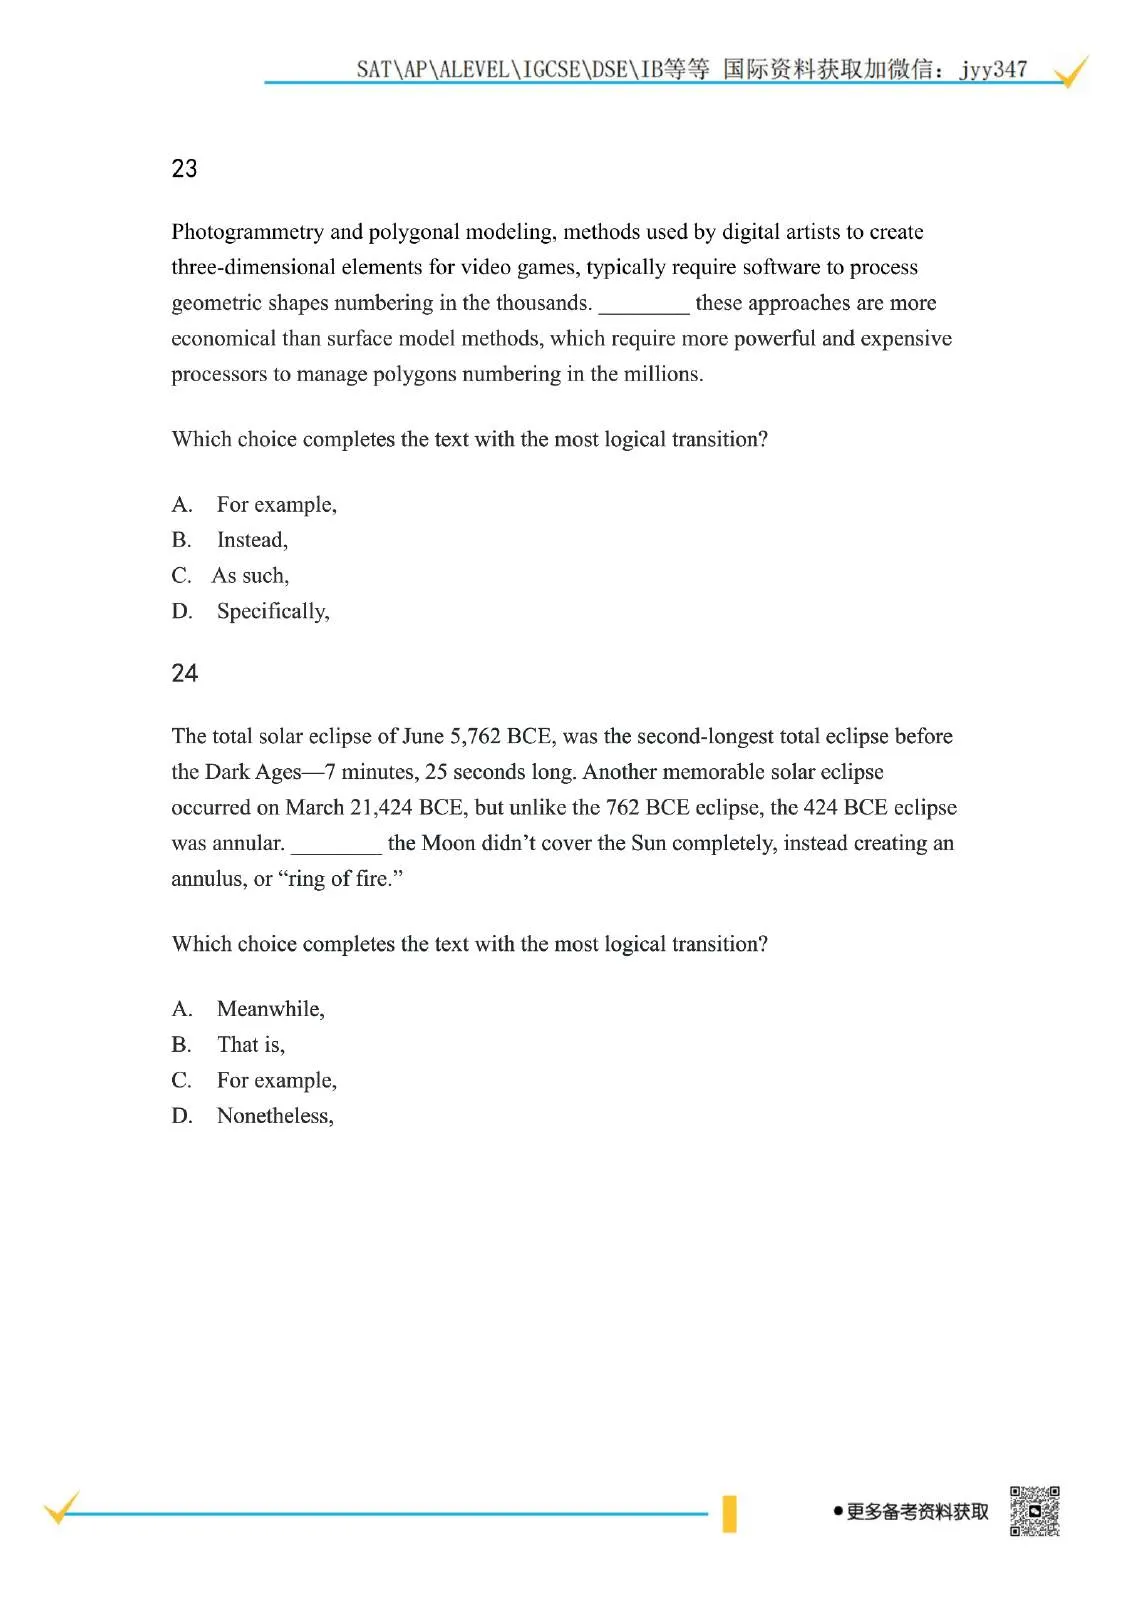 SAT\AP\ALEVEL\IGCSE\DSE\IB等等 国际资料获取加微信：jyy347
23
Photogrammetry and polygonal modeling, methods used by digital artists to create
three-dimensional elements for video games, typically require software to process
geometric shapes numbering in the thousands. ________ these approaches are more
economical than surface model methods, which require more powerful and expensive
processors to manage polygons numbering in the millions.
Which choice completes the text with the most logical transition?
A. For example,
B. Instead,
C. As such,
D. Specifically,
24
The total solar eclipse of June 5,762 BCE, was the second-longest total eclipse before
the Dark Ages—7 minutes, 25 seconds long. Another memorable solar eclipse
occurred on March 21,424 BCE, but unlike the 762 BCE eclipse, the 424 BCE eclipse
was annular. ________ the Moon didn’t cover the Sun completely, instead creating an
annulus, or “ring of fire.”
Which choice completes the text with the most logical transition?
A. Meanwhile,
B. That is,
C. For example,
D. Nonetheless,
●更多备考资料获取